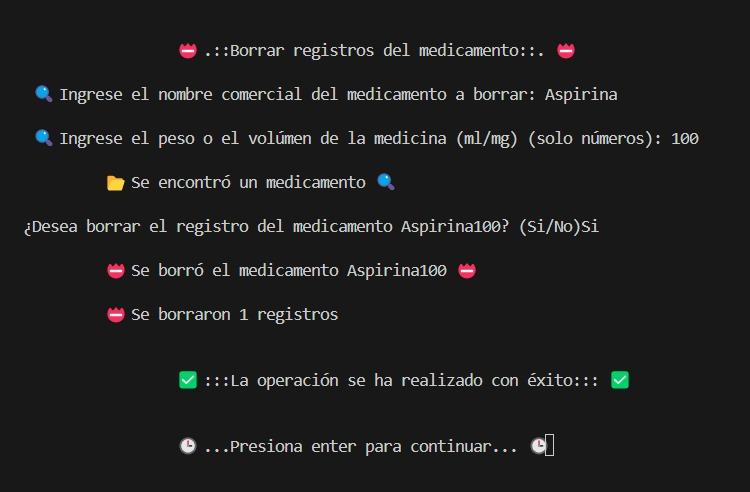 📛 .::Borrar registros del medicamento::. 📛
🔍 Ingrese el nombre comercial del medicamento a borrar: Aspirina
🔍 Ingrese el peso o el volúmen de la medicina (ml/mg) (solo números): 100
📂 Se encontró un medicamento 🔍
¿Desea borrar el registro del medicamento Aspirina100? (Si/No)Si
📛 Se borró el medicamento Aspirina100 📛
📛 Se borraron 1 registros
✅ :::La operación se ha realizado con éxito::: ✅
🕒 ...Presiona enter para continuar... 🕒